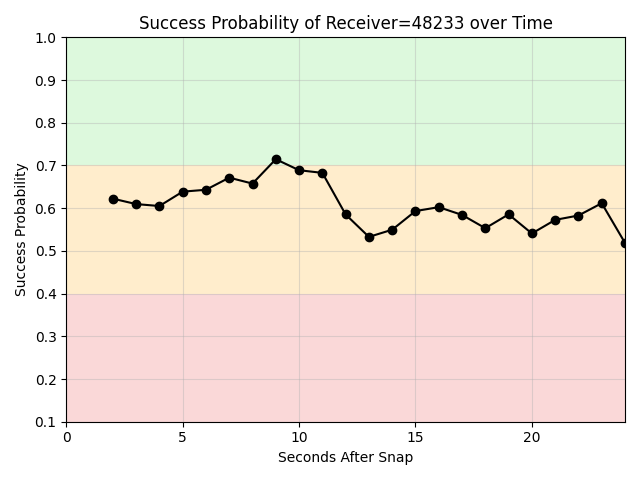 Success Probability of Receiver=48233 over Time
1.0
0.9
0.8
0.7
0.6
0.5
0.4
0.3
0.2
0.1
Success Probability
0 5 10 15 20
Seconds After Snap